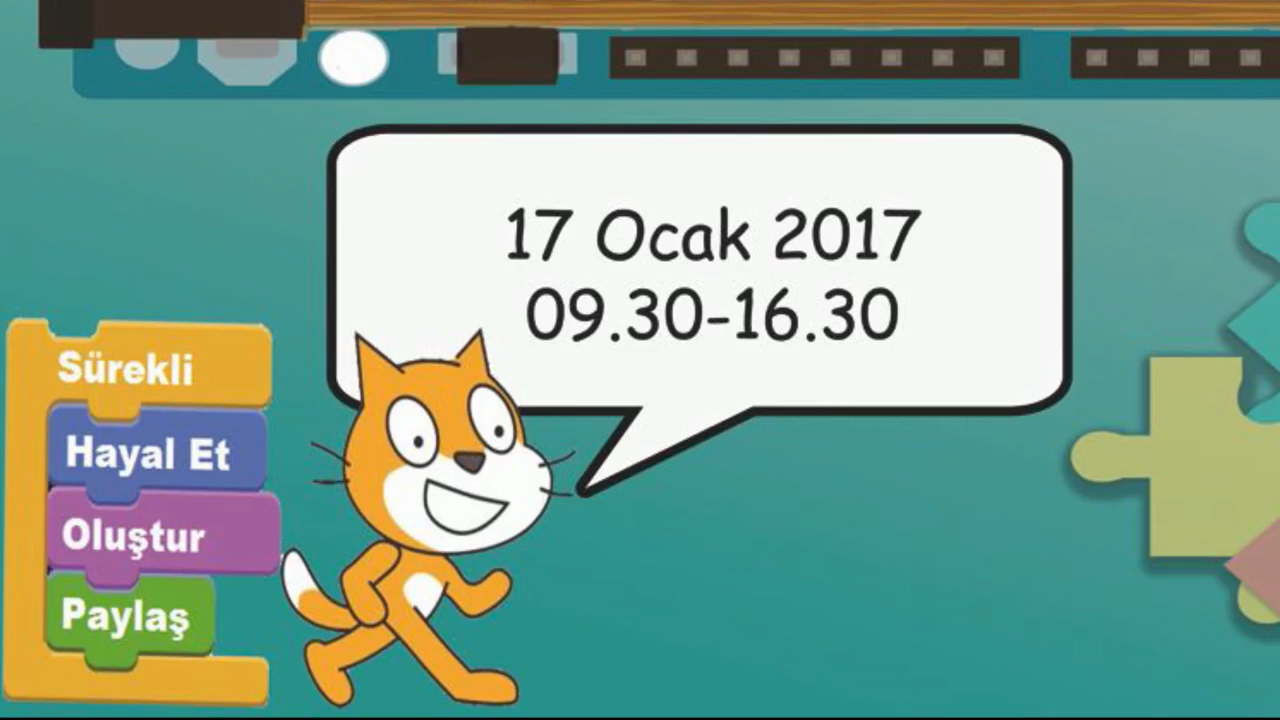 17 Ocak 2017
09.30-16.30
Sürekli
Hayal Et
Oluştur
Paylaş